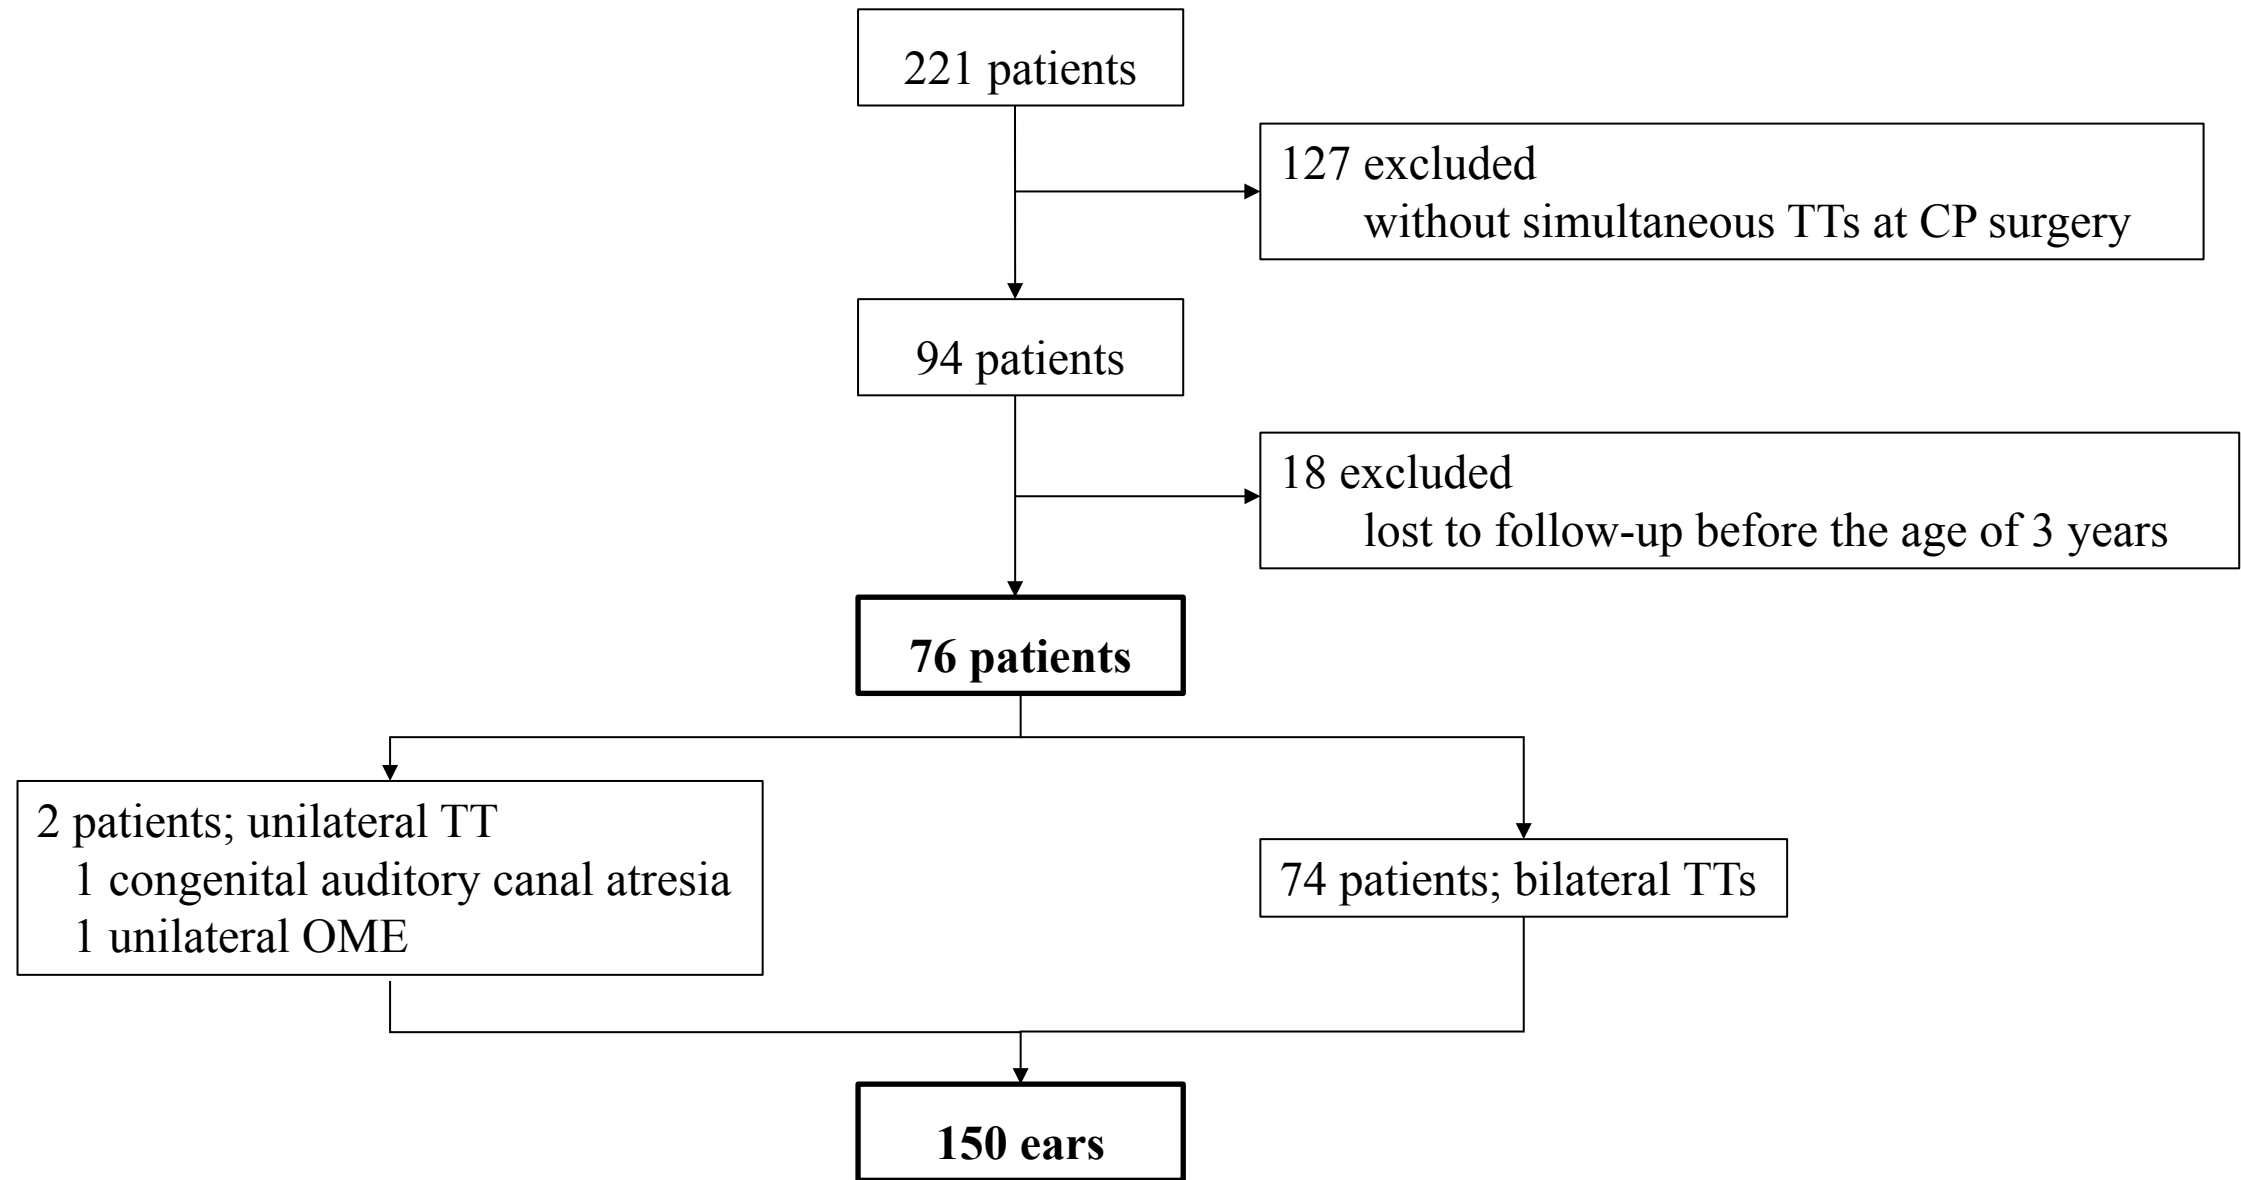 221 patients
127 excluded
without simultaneous TTs at CP surgery
94 patients
18 excluded
lost to follow-up before the age of 3 years
76 patients
2 patients; unilateral TT
1 congenital auditory canal atresia
1 unilateral OME
74 patients; bilateral TTs
150 ears